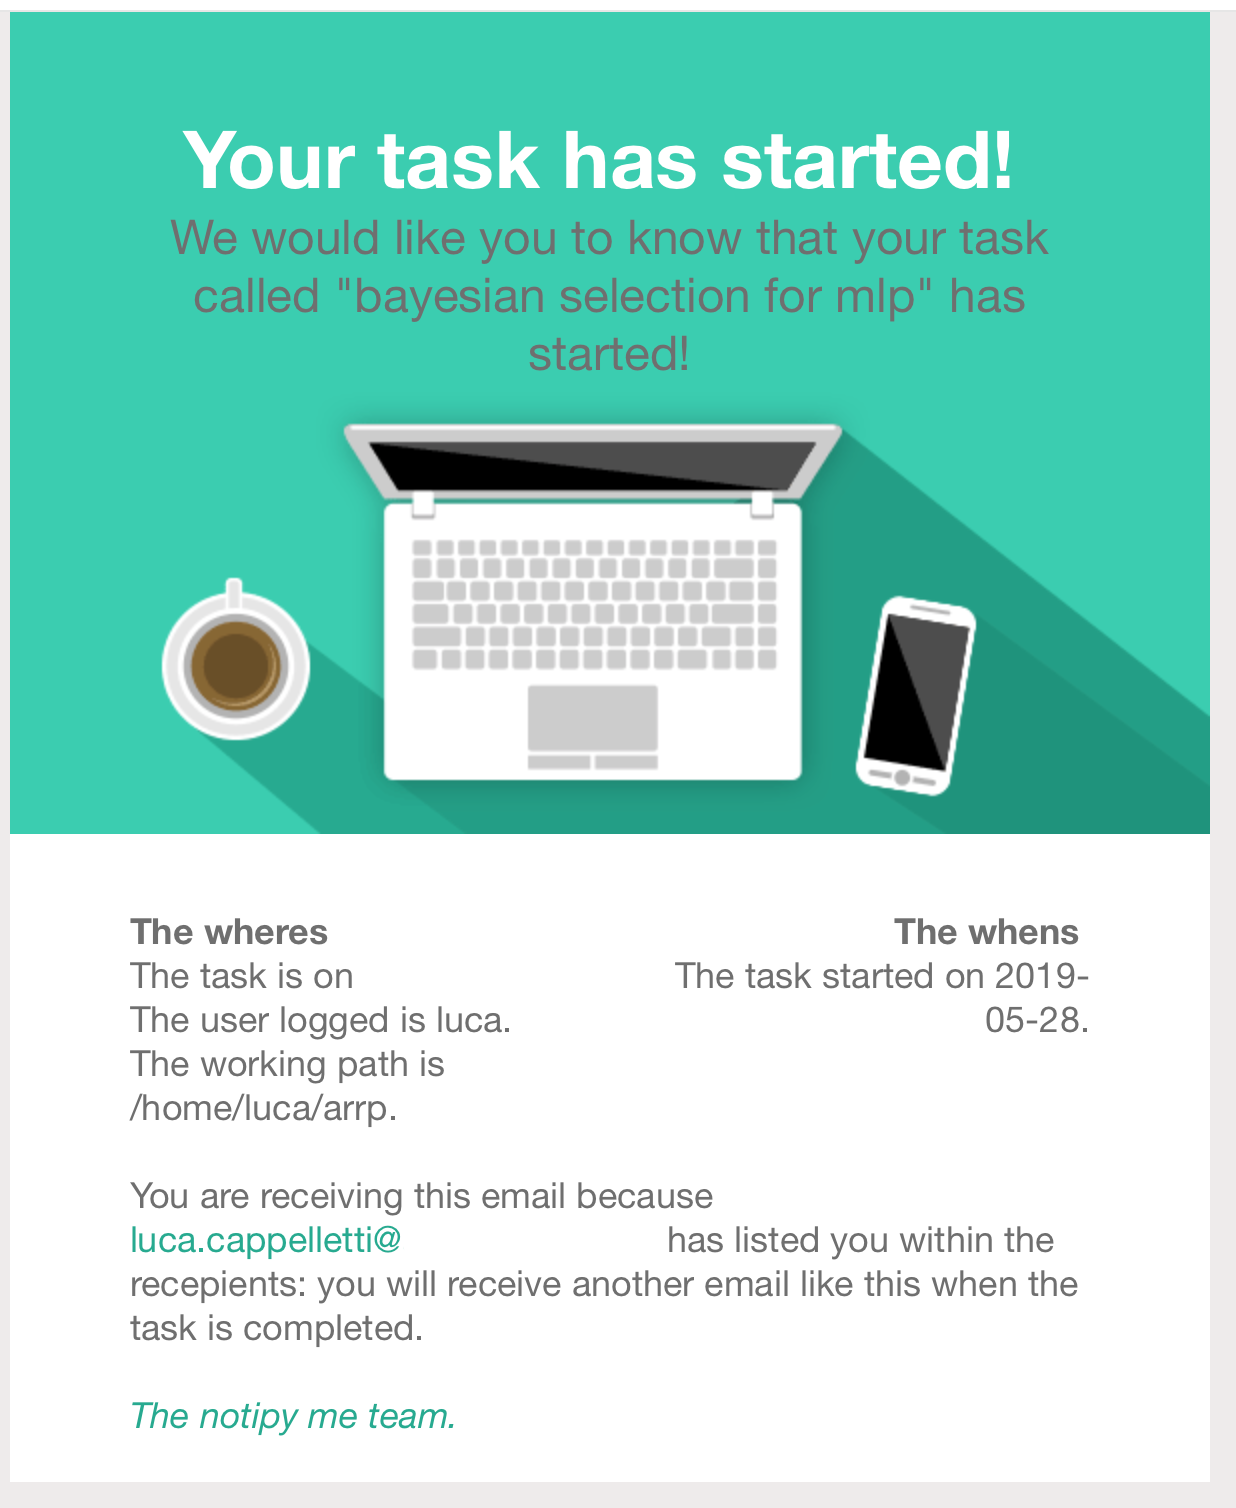 Your task has started!
We would like you to know that your task
called "bayesian selection for mlp" has
started!
The wheres
The task is on
The user logged is luca.
The working path is
/home/luca/arrp.
The whens
The task started on 2019-
05-28.
You are receiving this email because
luca.cappelletti@ has listed you within the
recepients: you will receive another email like this when the
task is completed.
The notipy me team.